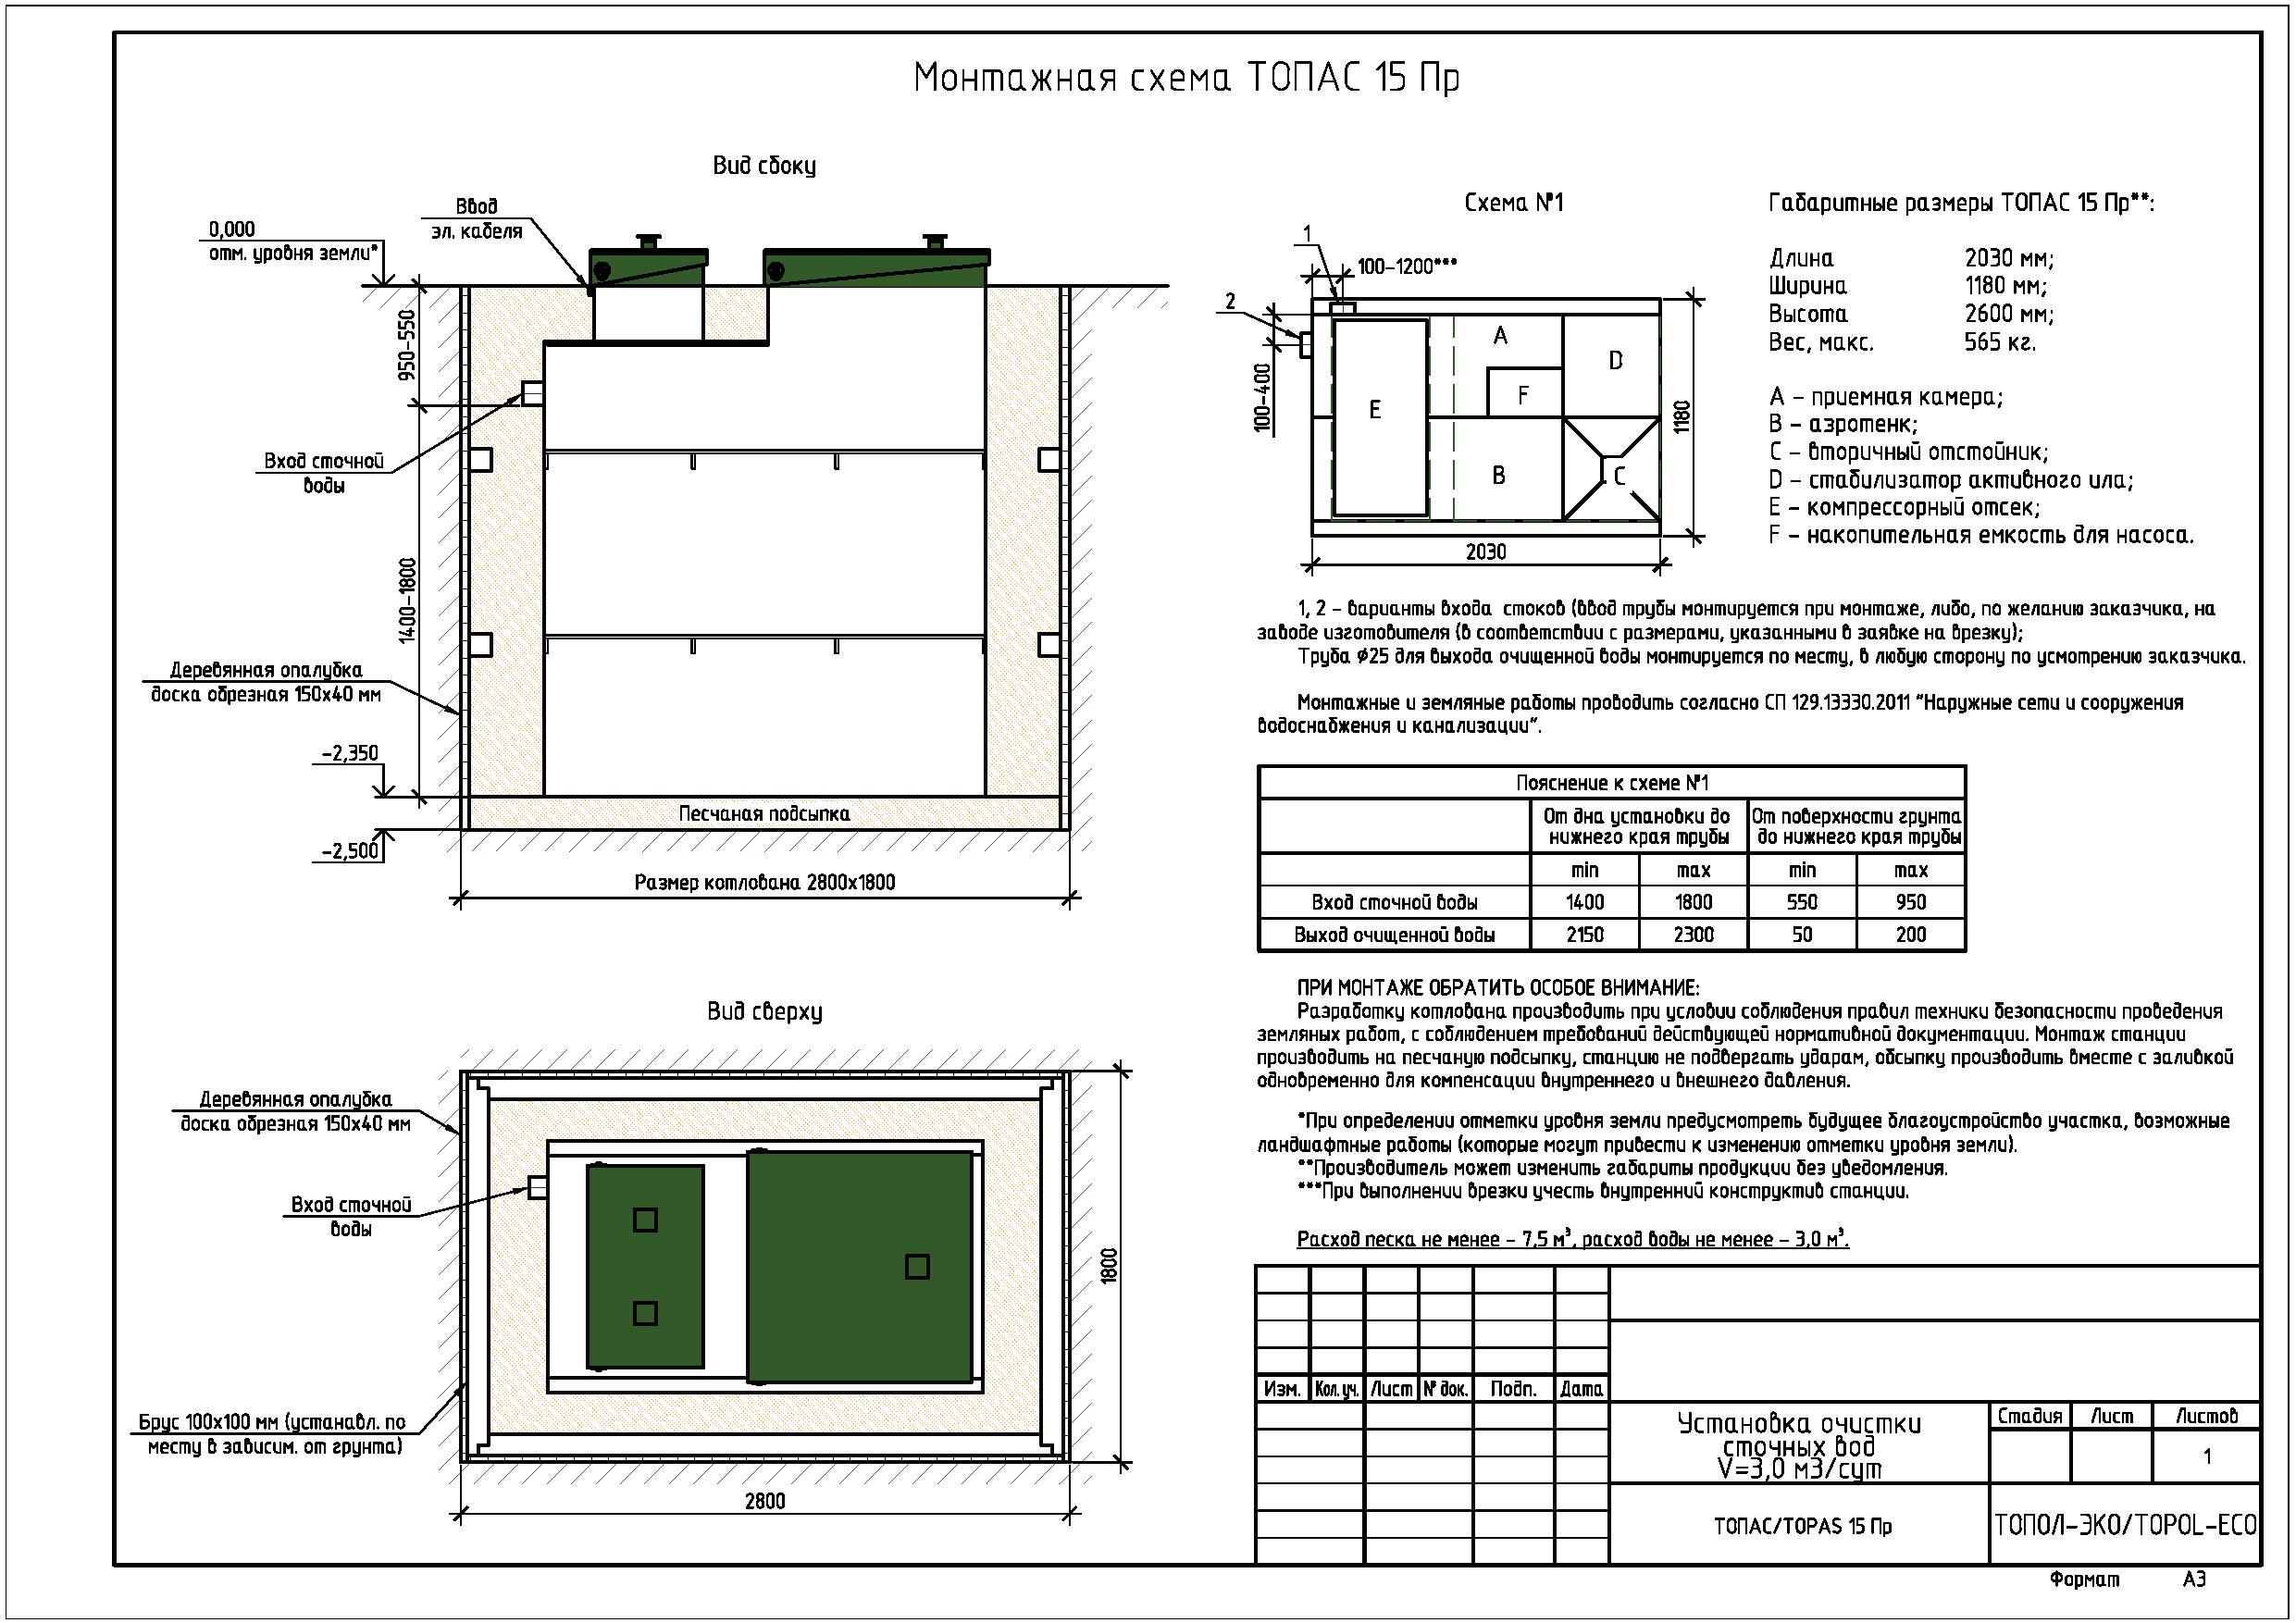 Монтажная схема ТОПАС 15 Пр
Вид сбоку
Ввод
эл. кабеля
0,000
отм. уровня земли*
950-550
Вход сточной
воды
1400-1800
Деревянная опалубка
доска обрезная 150х40 мм
-2,350
Песчаная подсыпка
-2,500
Размер котлована 2800х1800
Вид сверху
Деревянная опалубка
доска обрезная 150х40 мм
Вход сточной
воды
1800
Брус 100х100 мм (устанавл. по
месту в зависим. от грунта)
2800
Схема №1
1
100-1200***
2
100-400
A
D
F
E
B
C
1180
2030
Габаритные размеры ТОПАС 15 Пр**:
Длина 2030 мм;
Ширина 1180 мм;
Высота 2600 мм;
Вес, макс. 565 кг.
A - приемная камера;
B - аэротенк;
C - вторичный отстойник;
D - стабилизатор активного ила;
E - компрессорный отсек;
F - накопительная емкость для насоса.
1, 2 - варианты входа стоков (ввод трубы монтируется при монтаже, либо, по желанию заказчика, на
заводе изготовителя (в соответствии с размерами, указанными в заявке на врезку);
Труба Ø25 для выхода очищенной воды монтируется по месту, в любую сторону по усмотрению заказчика.
Монтажные и земляные работы проводить согласно СП 129.13330.2011 "Наружные сети и сооружения
водоснабжения и канализации".
Пояснение к схеме №1
От дна установки до
нижнего края трубы
От поверхности грунта
до нижнего края трубы
min max min max
Вход сточной воды 1400 1800 550 950
Выход очищенной воды 2150 2300 50 200
ПРИ МОНТАЖЕ ОБРАТИТЬ ОСОБОЕ ВНИМАНИЕ:
Разработку котлована производить при условии соблюдения правил техники безопасности проведения
земляных работ, с соблюдением требований действующей нормативной документации. Монтаж станции
производить на песчаную подсыпку, станцию не подвергать ударам, обсыпку производить вместе с заливкой
одновременно для компенсации внутреннего и внешнего давления.
*При определении отметки уровня земли предусмотреть будущее благоустройство участка, возможные
ландшафтные работы (которые могут привести к изменению отметки уровня земли).
**Производитель может изменить габариты продукции без уведомления.
***При выполнении врезки учесть внутренний конструктив станции.
Расход песка не менее - 7,5 м³, расход воды не менее - 3,0 м³.
Изм. Кол.уч. Лист № док. Подп. Дата
Установка очистки
сточных вод
V=3,0 м3/сут
Стадия Лист Листов
1
ТОПАС/TOPAS 15 Пр
ТОПОЛ-ЭКО/TOPOL-ECO
Формат А3